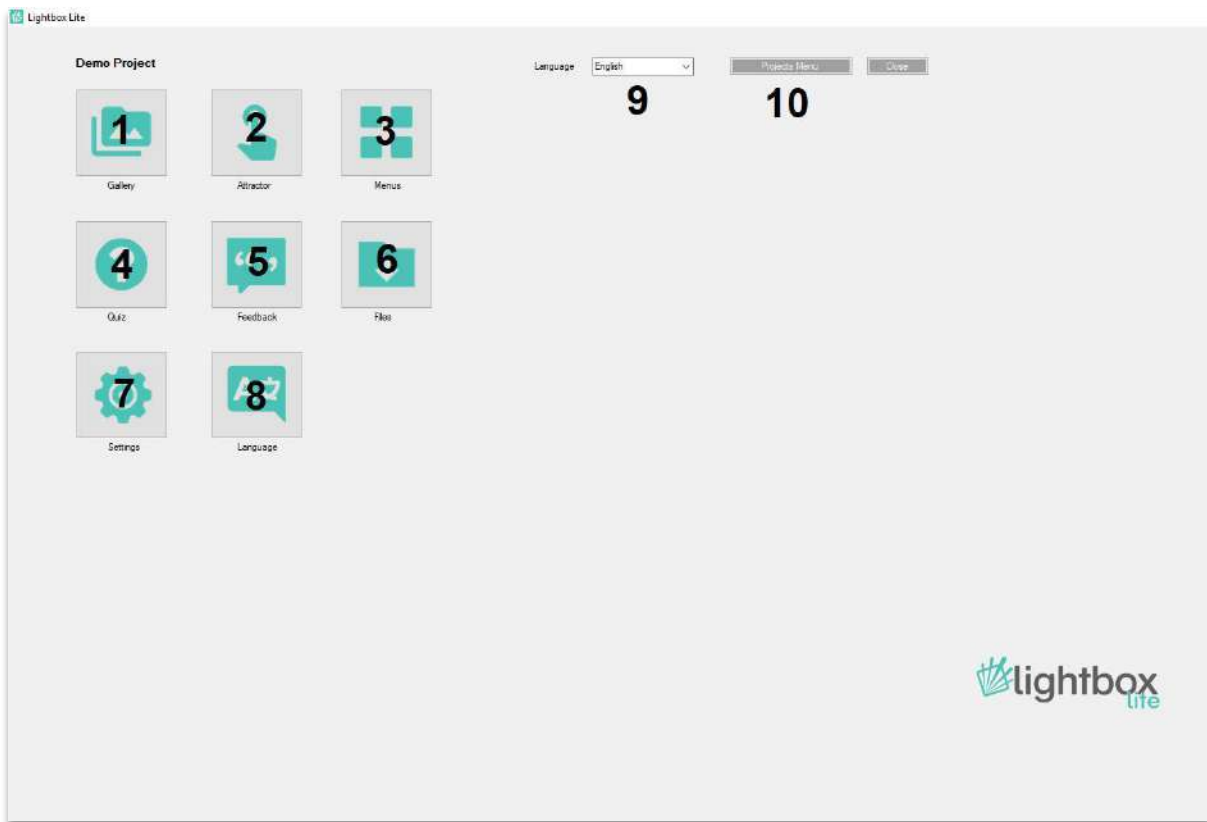 Lightbox Lite
Demo Project
Language English Projects Menu Close
9 10
1 2 3
Gallery Attractor Menus
4 5 6
Quiz Feedback Files
7 8
Settings Language
lightbox
lite